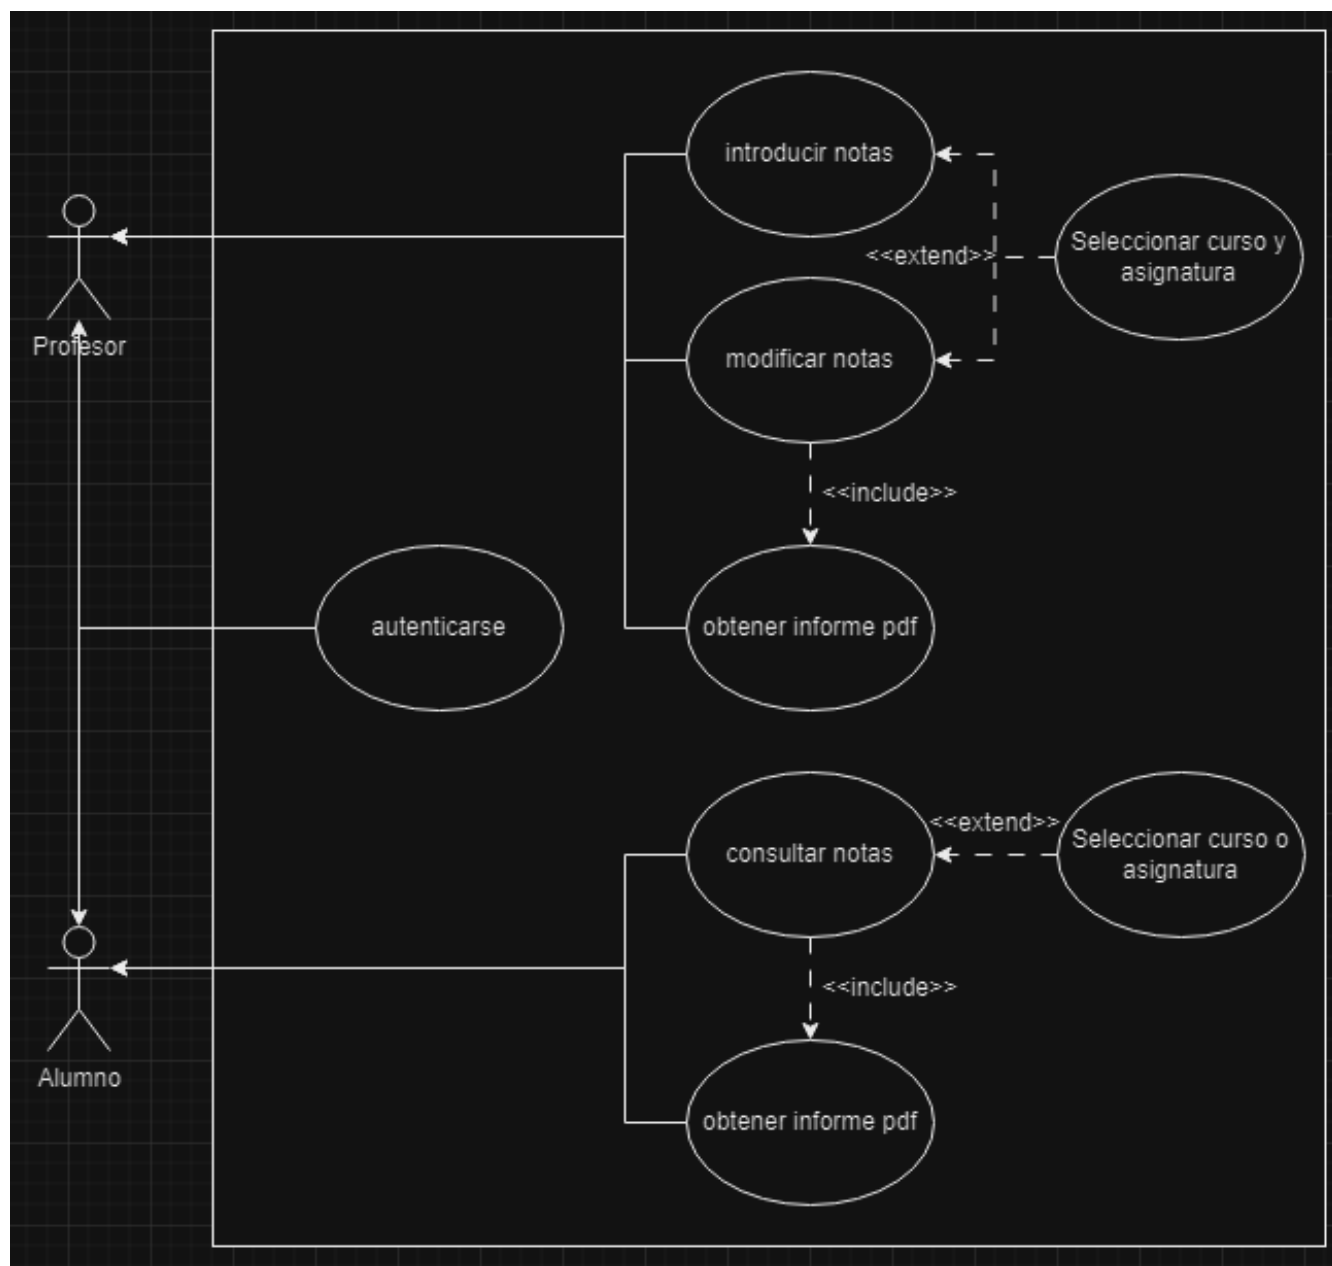 introducir notas
Seleccionar curso y
asignatura
<<extend>>
Profesor
modificar notas
<<include>>
autenticarse
obtener informe pdf
consultar notas
<<extend>>
Seleccionar curso o
asignatura
<<include>>
Alumno
obtener informe pdf